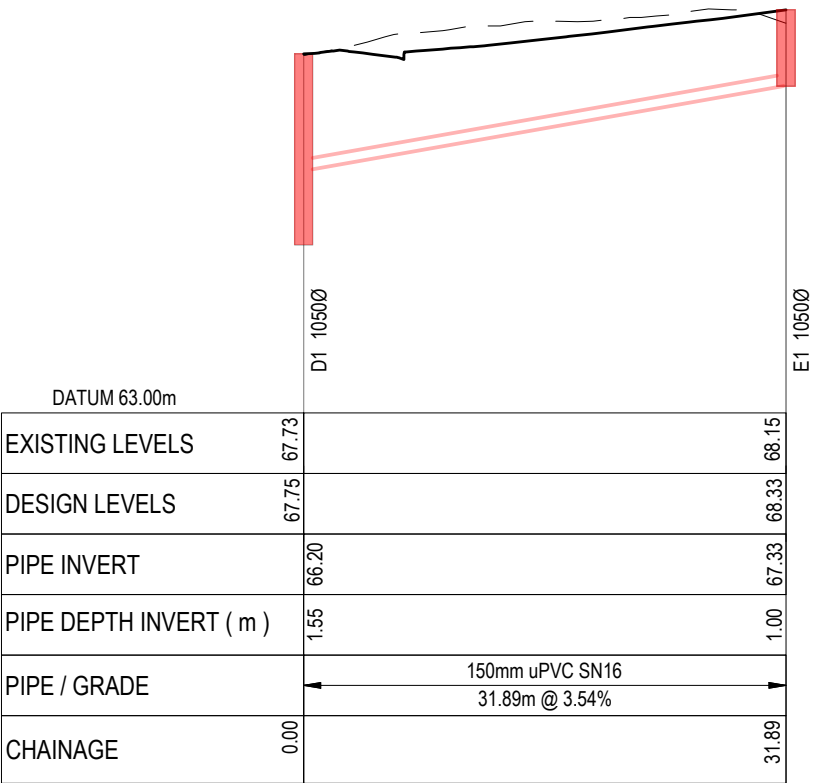 D1 1050Ø
E1 1050Ø
DATUM 63.00m
EXISTING LEVELS 67.73 68.15
DESIGN LEVELS 67.75 68.33
PIPE INVERT 66.20 67.33
PIPE DEPTH INVERT ( m ) 1.55 1.00
PIPE / GRADE
150mm uPVC SN16
31.89m @ 3.54%
CHAINAGE 0.00 31.89